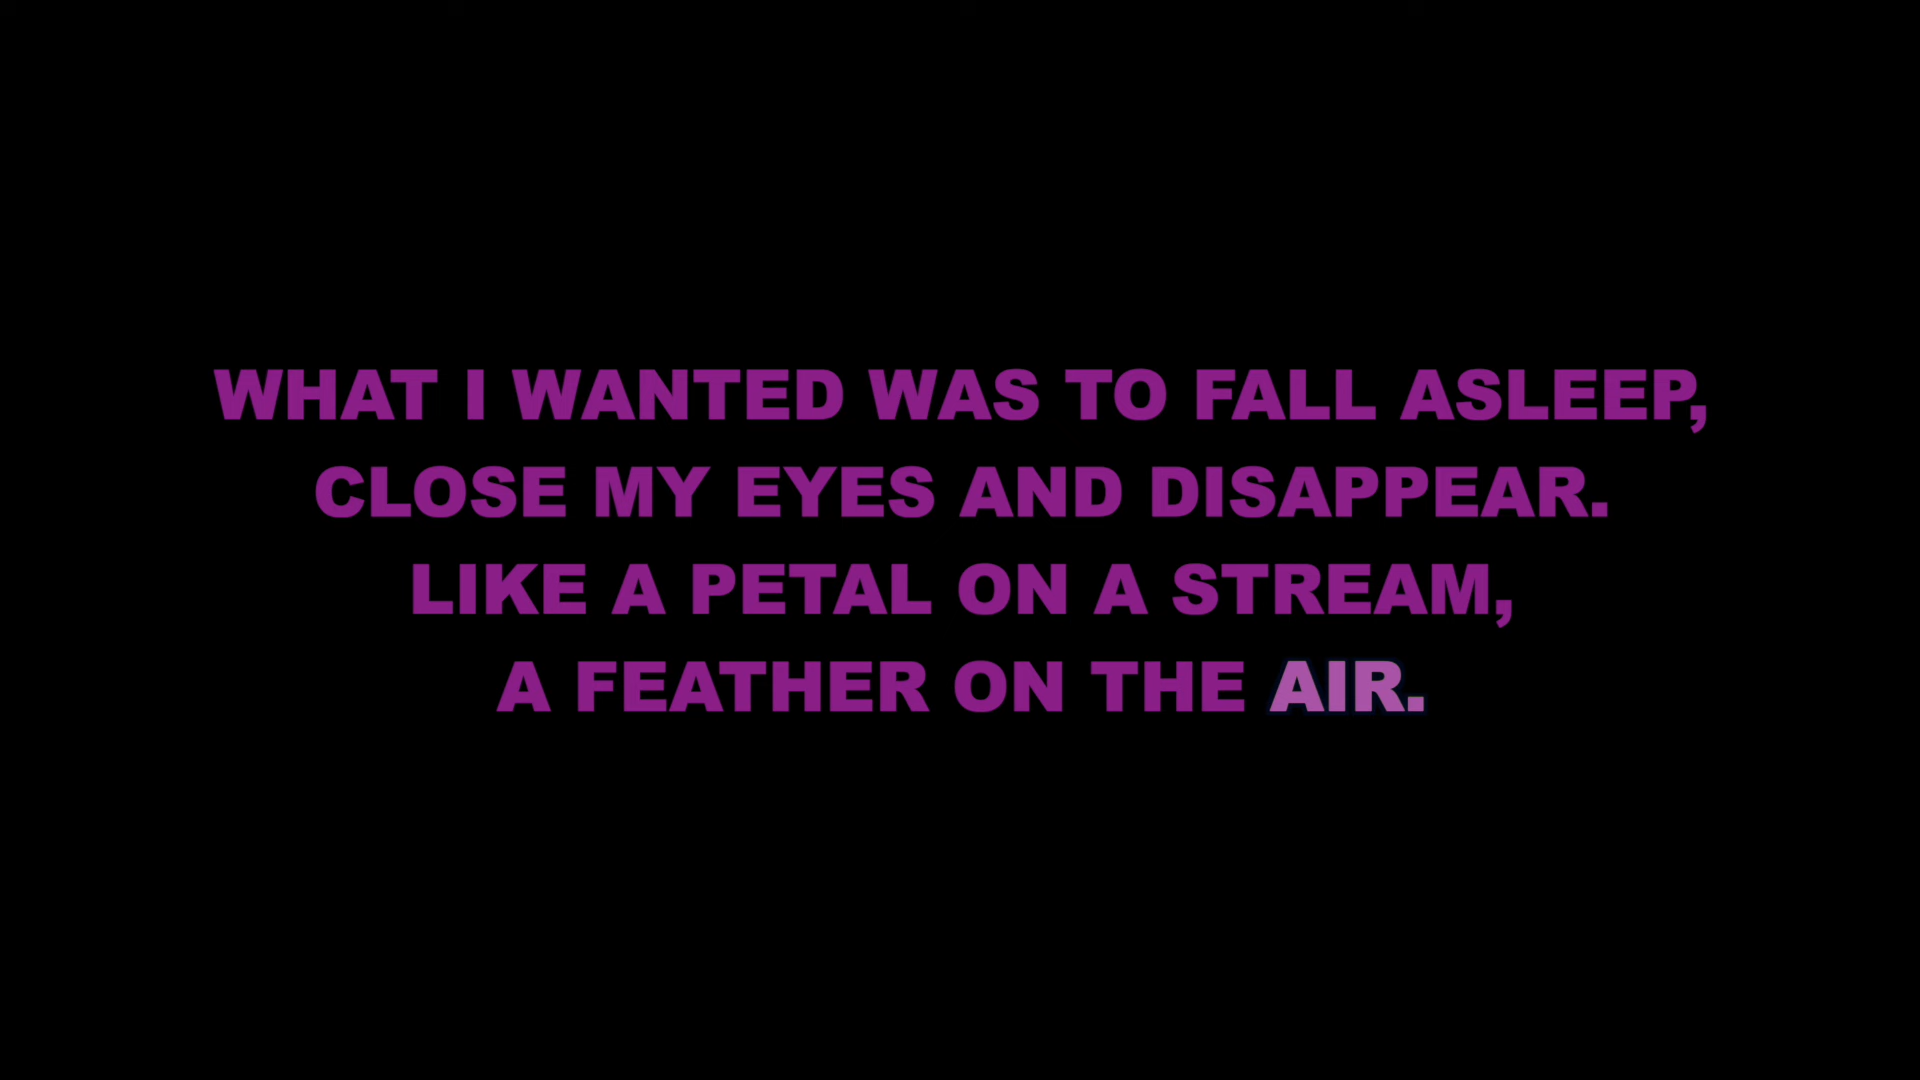 WHAT I WANTED WAS TO FALL ASLEEP,
CLOSE MY EYES AND DISAPPEAR.
LIKE A PETAL ON A STREAM,
A FEATHER ON THE AIR.